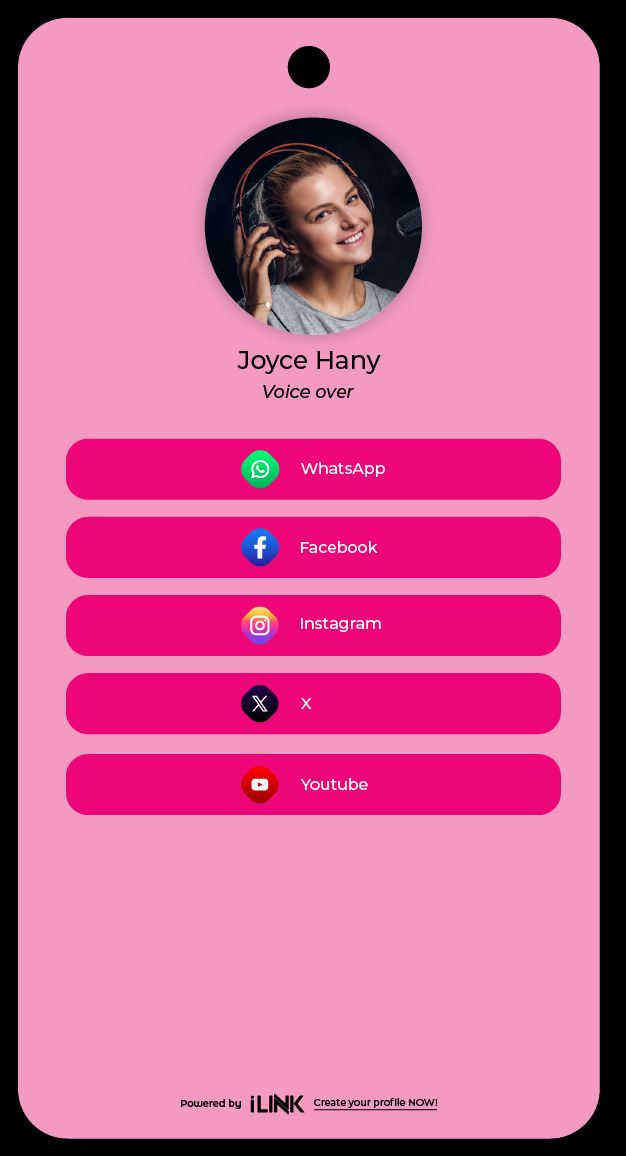 Joyce Hany
Voice over
WhatsApp
Facebook
Instagram
X
Youtube
Powered by iLINK Create your profile NOW!